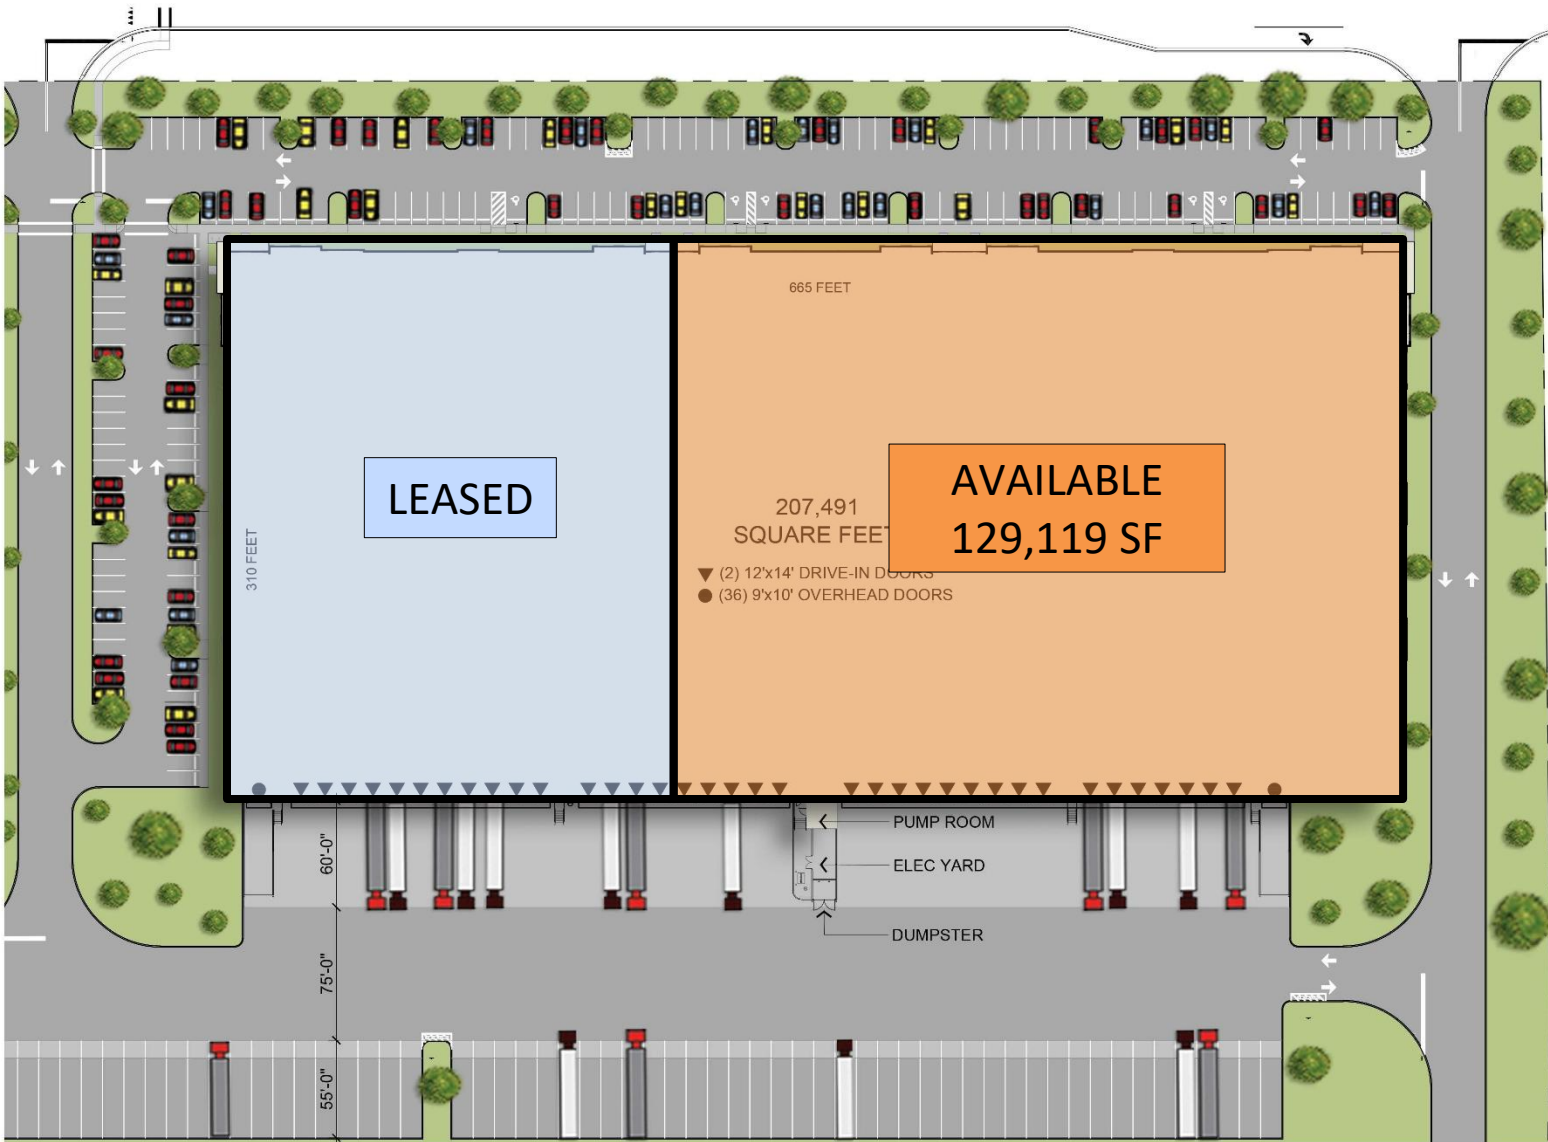 665 FEET
LEASED
AVAILABLE
129,119 SF
207,491
SQUARE FEET
310 FEET
(2) 12'x14' DRIVE-IN DOORS
(36) 9'x10' OVERHEAD DOORS
PUMP ROOM
60'-0"
ELEC YARD
DUMPSTER
75'-0"
55'-0"